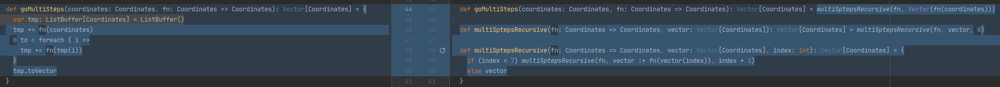 def goMultiSteps(coordinates: Coordinates, fn: Coordinates => Coordinates): Vector[Coordinates] = {
var tmp: ListBuffer[Coordinates] = ListBuffer()
tmp += fn(coordinates)
0 to 6 foreach { i =>
tmp += fn(tmp(i))
}
tmp.toVector
}
44 44
45 45
46 46
47 47
48 48
49 49
50 50
51 51
def goMultiSteps(coordinates: Coordinates, fn: Coordinates => Coordinates): Vector[Coordinates] = multiSptepsRecursive(fn, Vector(fn(coordinates)))
def multiSptepsRecursive(fn: Coordinates => Coordinates, vector: Vector[Coordinates]): Vector[Coordinates] = multiSptepsRecursive(fn, vector, 0)
def multiSptepsRecursive(fn: Coordinates => Coordinates, vector: Vector[Coordinates], index: Int): Vector[Coordinates] = {
if (index < 7) multiSptepsRecursive(fn, vector :+ fn(vector(index)), index + 1)
else vector
}